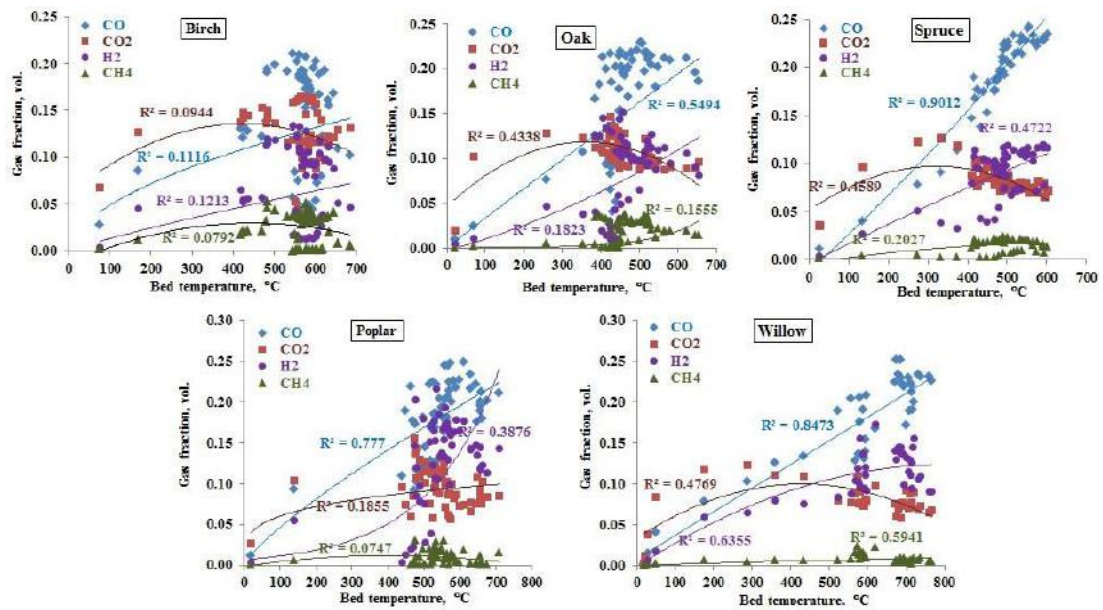 Birch
CO
CO2
H2
CH4
Gas fraction, vol.
0.25
0.20
0.15
0.10
0.05
0.00
R² = 0.0944
R² = 0.1116
R² = 0.1213
R² = 0.0792
0 100 200 300 400 500 600 700
Bed temperature, °C
Oak
CO
CO2
H2
CH4
Gas fraction, vol.
0.25
0.20
0.15
0.10
0.05
0.00
R² = 0.5494
R² = 0.4338
R² = 0.1823
R² = 0.1555
0 100 200 300 400 500 600 700
Bed temperature, °C
Spruce
CO
CO2
H2
CH4
Gas fraction, vol.
0.25
0.20
0.15
0.10
0.05
0.00
R² = 0.9012
R² = 0.4722
R² = 0.4589
R² = 0.2027
0 100 200 300 400 500 600 700
Bed temperature, °C
Poplar
CO
CO2
H2
CH4
Gas fraction, vol.
0.30
0.25
0.20
0.15
0.10
0.05
0.00
R² = 0.777
R² = 0.3876
R² = 0.1855
R² = 0.0747
0 100 200 300 400 500 600 700 800
Bed temperature, °C
Willow
CO
CO2
H2
CH4
Gas fraction, vol.
0.30
0.25
0.20
0.15
0.10
0.05
0.00
R² = 0.8473
R² = 0.4769
R² = 0.6355
R² = 0.5941
0 100 200 300 400 500 600 700 800
Bed temperature, °C